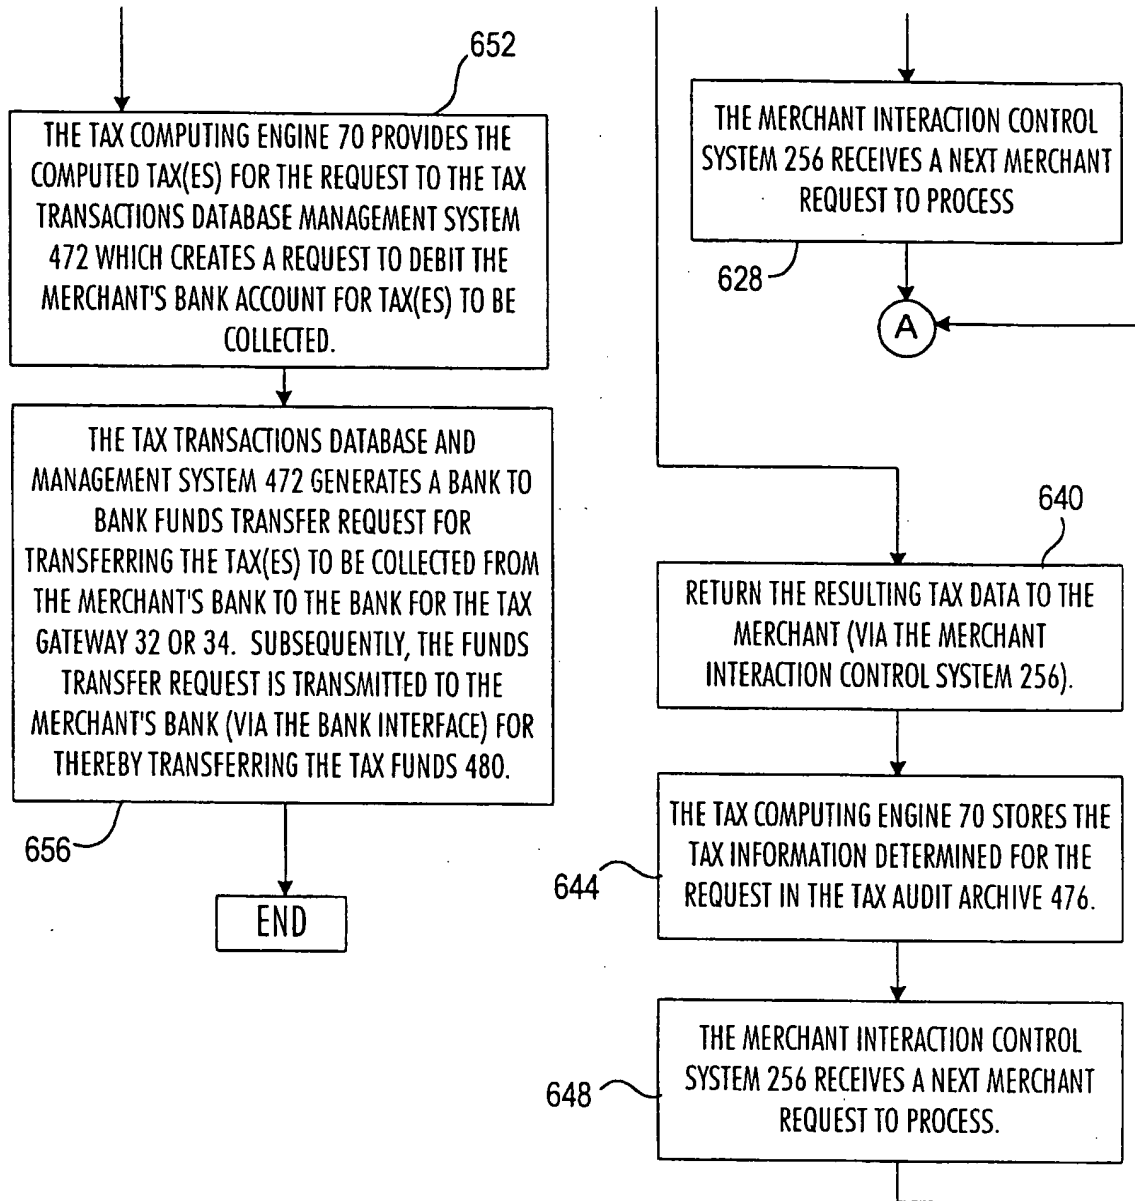 652
THE TAX COMPUTING ENGINE 70 PROVIDES THE
COMPUTED TAX(ES) FOR THE REQUEST TO THE TAX
TRANSACTIONS DATABASE MANAGEMENT SYSTEM
472 WHICH CREATES A REQUEST TO DEBIT THE
MERCHANT'S BANK ACCOUNT FOR TAX(ES) TO BE
COLLECTED.
THE TAX TRANSACTIONS DATABASE AND
MANAGEMENT SYSTEM 472 GENERATES A BANK TO
BANK FUNDS TRANSFER REQUEST FOR
TRANSFERRING THE TAX(ES) TO BE COLLECTED FROM
THE MERCHANT'S BANK TO THE BANK FOR THE TAX
GATEWAY 32 OR 34. SUBSEQUENTLY, THE FUNDS
TRANSFER REQUEST IS TRANSMITTED TO THE
MERCHANT'S BANK (VIA THE BANK INTERFACE) FOR
THEREBY TRANSFERRING THE TAX FUNDS 480.
656
END
THE MERCHANT INTERACTION CONTROL
SYSTEM 256 RECEIVES A NEXT MERCHANT
REQUEST TO PROCESS
628
A
640
RETURN THE RESULTING TAX DATA TO THE
MERCHANT (VIA THE MERCHANT
INTERACTION CONTROL SYSTEM 256).
THE TAX COMPUTING ENGINE 70 STORES THE
TAX INFORMATION DETERMINED FOR THE
REQUEST IN THE TAX AUDIT ARCHIVE 476.
644
THE MERCHANT INTERACTION CONTROL
SYSTEM 256 RECEIVES A NEXT MERCHANT
REQUEST TO PROCESS.
648